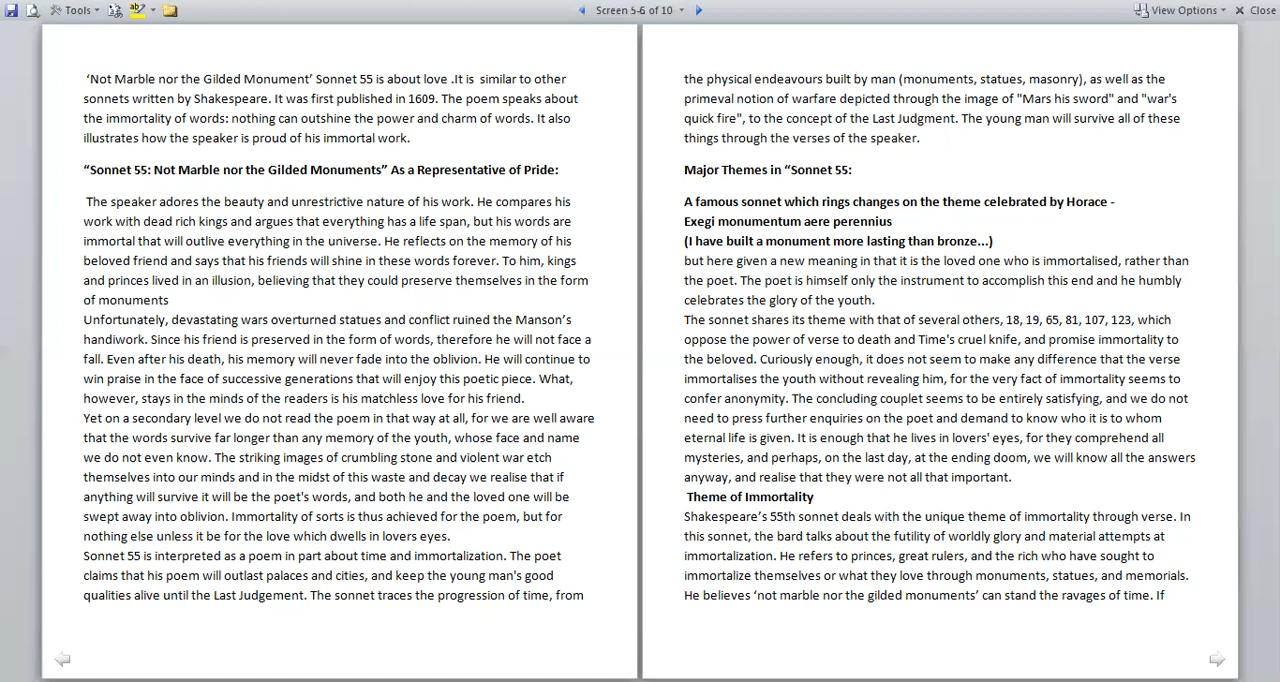 Tools
Screen 5-6 of 10
View Options
Close
‘Not Marble nor the Gilded Monument’ Sonnet 55 is about love .It is  similar to other
sonnets written by Shakespeare. It was first published in 1609. The poem speaks about
the immortality of words: nothing can outshine the power and charm of words. It also
illustrates how the speaker is proud of his immortal work.
“Sonnet 55: Not Marble nor the Gilded Monuments” As a Representative of Pride:
The speaker adores the beauty and unrestrictive nature of his work. He compares his
work with dead rich kings and argues that everything has a life span, but his words are
immortal that will outlive everything in the universe. He reflects on the memory of his
beloved friend and says that his friends will shine in these words forever. To him, kings
and princes lived in an illusion, believing that they could preserve themselves in the form
of monuments
Unfortunately, devastating wars overturned statues and conflict ruined the Manson’s
handiwork. Since his friend is preserved in the form of words, therefore he will not face a
fall. Even after his death, his memory will never fade into the oblivion. He will continue to
win praise in the face of successive generations that will enjoy this poetic piece. What,
however, stays in the minds of the readers is his matchless love for his friend.
Yet on a secondary level we do not read the poem in that way at all, for we are well aware
that the words survive far longer than any memory of the youth, whose face and name
we do not even know. The striking images of crumbling stone and violent war etch
themselves into our minds and in the midst of this waste and decay we realise that if
anything will survive it will be the poet's words, and both he and the loved one will be
swept away into oblivion. Immortality of sorts is thus achieved for the poem, but for
nothing else unless it be for the love which dwells in lovers eyes.
Sonnet 55 is interpreted as a poem in part about time and immortalization. The poet
claims that his poem will outlast palaces and cities, and keep the young man's good
qualities alive until the Last Judgement. The sonnet traces the progression of time, from
the physical endeavours built by man (monuments, statues, masonry), as well as the
primeval notion of warfare depicted through the image of "Mars his sword" and "war's
quick fire", to the concept of the Last Judgment. The young man will survive all of these
things through the verses of the speaker.
Major Themes in “Sonnet 55:
A famous sonnet which rings changes on the theme celebrated by Horace -
Exegi monumentum aere perennius
(I have built a monument more lasting than bronze...)
but here given a new meaning in that it is the loved one who is immortalised, rather than
the poet. The poet is himself only the instrument to accomplish this end and he humbly
celebrates the glory of the youth.
The sonnet shares its theme with that of several others, 18, 19, 65, 81, 107, 123, which
oppose the power of verse to death and Time's cruel knife, and promise immortality to
the beloved. Curiously enough, it does not seem to make any difference that the verse
immortalises the youth without revealing him, for the very fact of immortality seems to
confer anonymity. The concluding couplet seems to be entirely satisfying, and we do not
need to press further enquiries on the poet and demand to know who it is to whom
eternal life is given. It is enough that he lives in lovers' eyes, for they comprehend all
mysteries, and perhaps, on the last day, at the ending doom, we will know all the answers
anyway, and realise that they were not all that important.
Theme of Immortality
Shakespeare’s 55th sonnet deals with the unique theme of immortality through verse. In
this sonnet, the bard talks about the futility of worldly glory and material attempts at
immortalization. He refers to princes, great rulers, and the rich who have sought to
immortalize themselves or what they love through monuments, statues, and memorials.
He believes ‘not marble nor the gilded monuments’ can stand the ravages of time. If